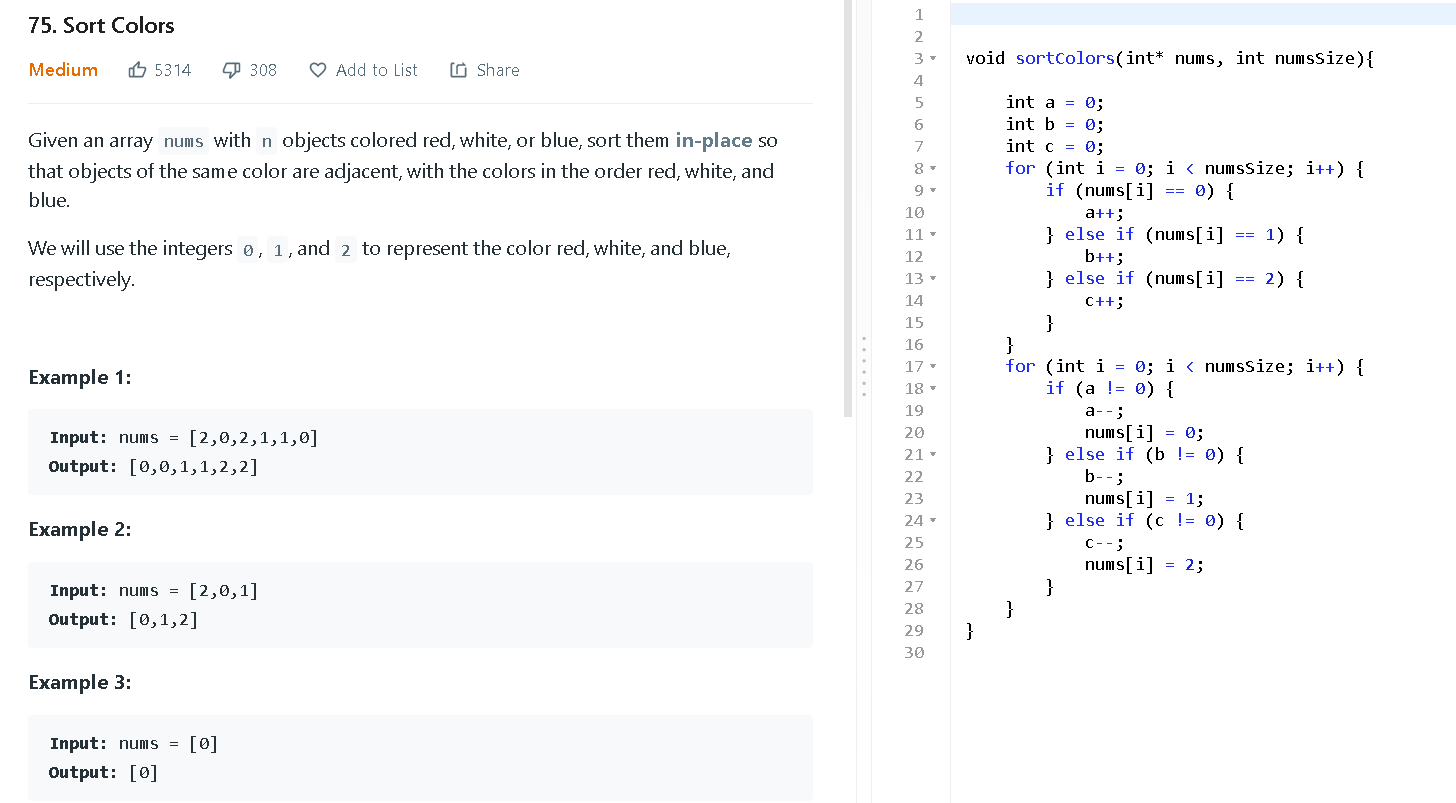 75. Sort Colors
Medium 5314 308 Add to List Share
Given an array nums with n objects colored red, white, or blue, sort them in-place so
that objects of the same color are adjacent, with the colors in the order red, white, and
blue.
We will use the integers 0, 1, and 2 to represent the color red, white, and blue,
respectively.
Example 1:
Input: nums = [2,0,2,1,1,0]
Output: [0,0,1,1,2,2]
Example 2:
Input: nums = [2,0,1]
Output: [0,1,2]
Example 3:
Input: nums = [0]
Output: [0]
1
2
3 void sortColors(int* nums, int numsSize){
4
5     int a = 0;
6     int b = 0;
7     int c = 0;
8     for (int i = 0; i < numsSize; i++) {
9         if (nums[i] == 0) {
10             a++;
11         } else if (nums[i] == 1) {
12             b++;
13         } else if (nums[i] == 2) {
14             c++;
15         }
16     }
17     for (int i = 0; i < numsSize; i++) {
18         if (a != 0) {
19             a--;
20             nums[i] = 0;
21         } else if (b != 0) {
22             b--;
23             nums[i] = 1;
24         } else if (c != 0) {
25             c--;
26             nums[i] = 2;
27         }
28     }
29 }
30